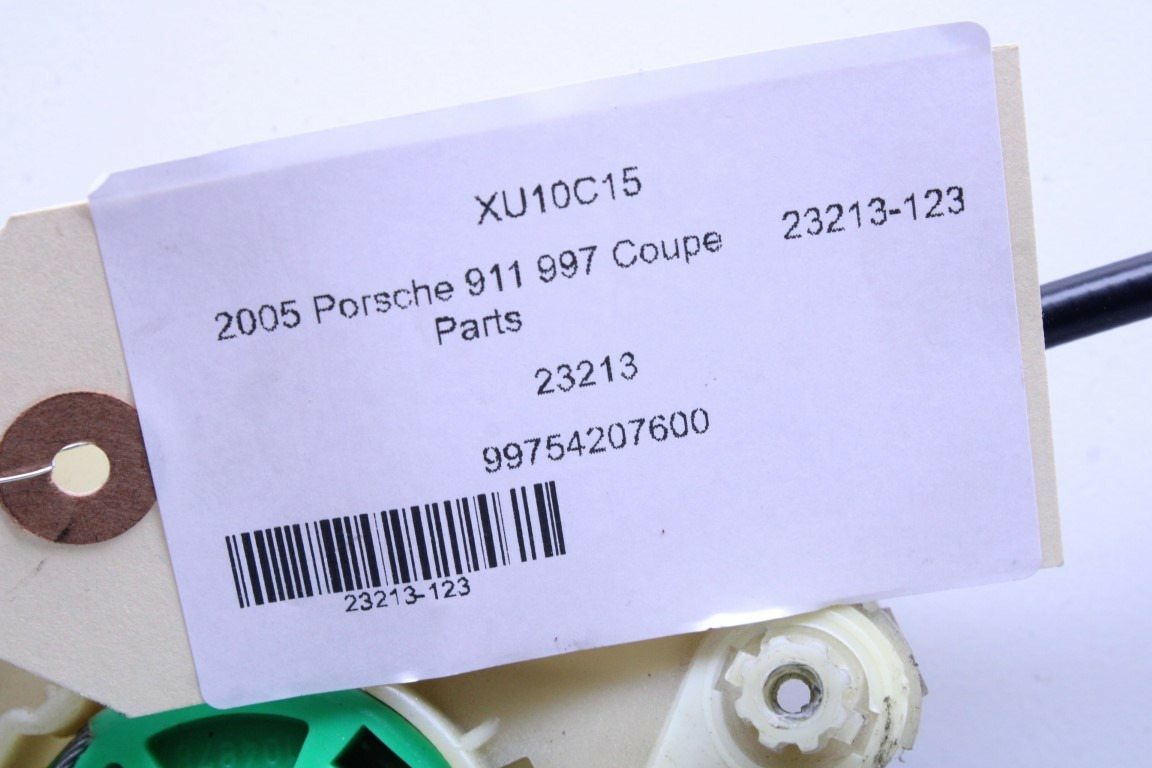 XU10C15
2005 Porsche 911 997 Coupe 23213-123
Parts
23213
99754207600
23213-123